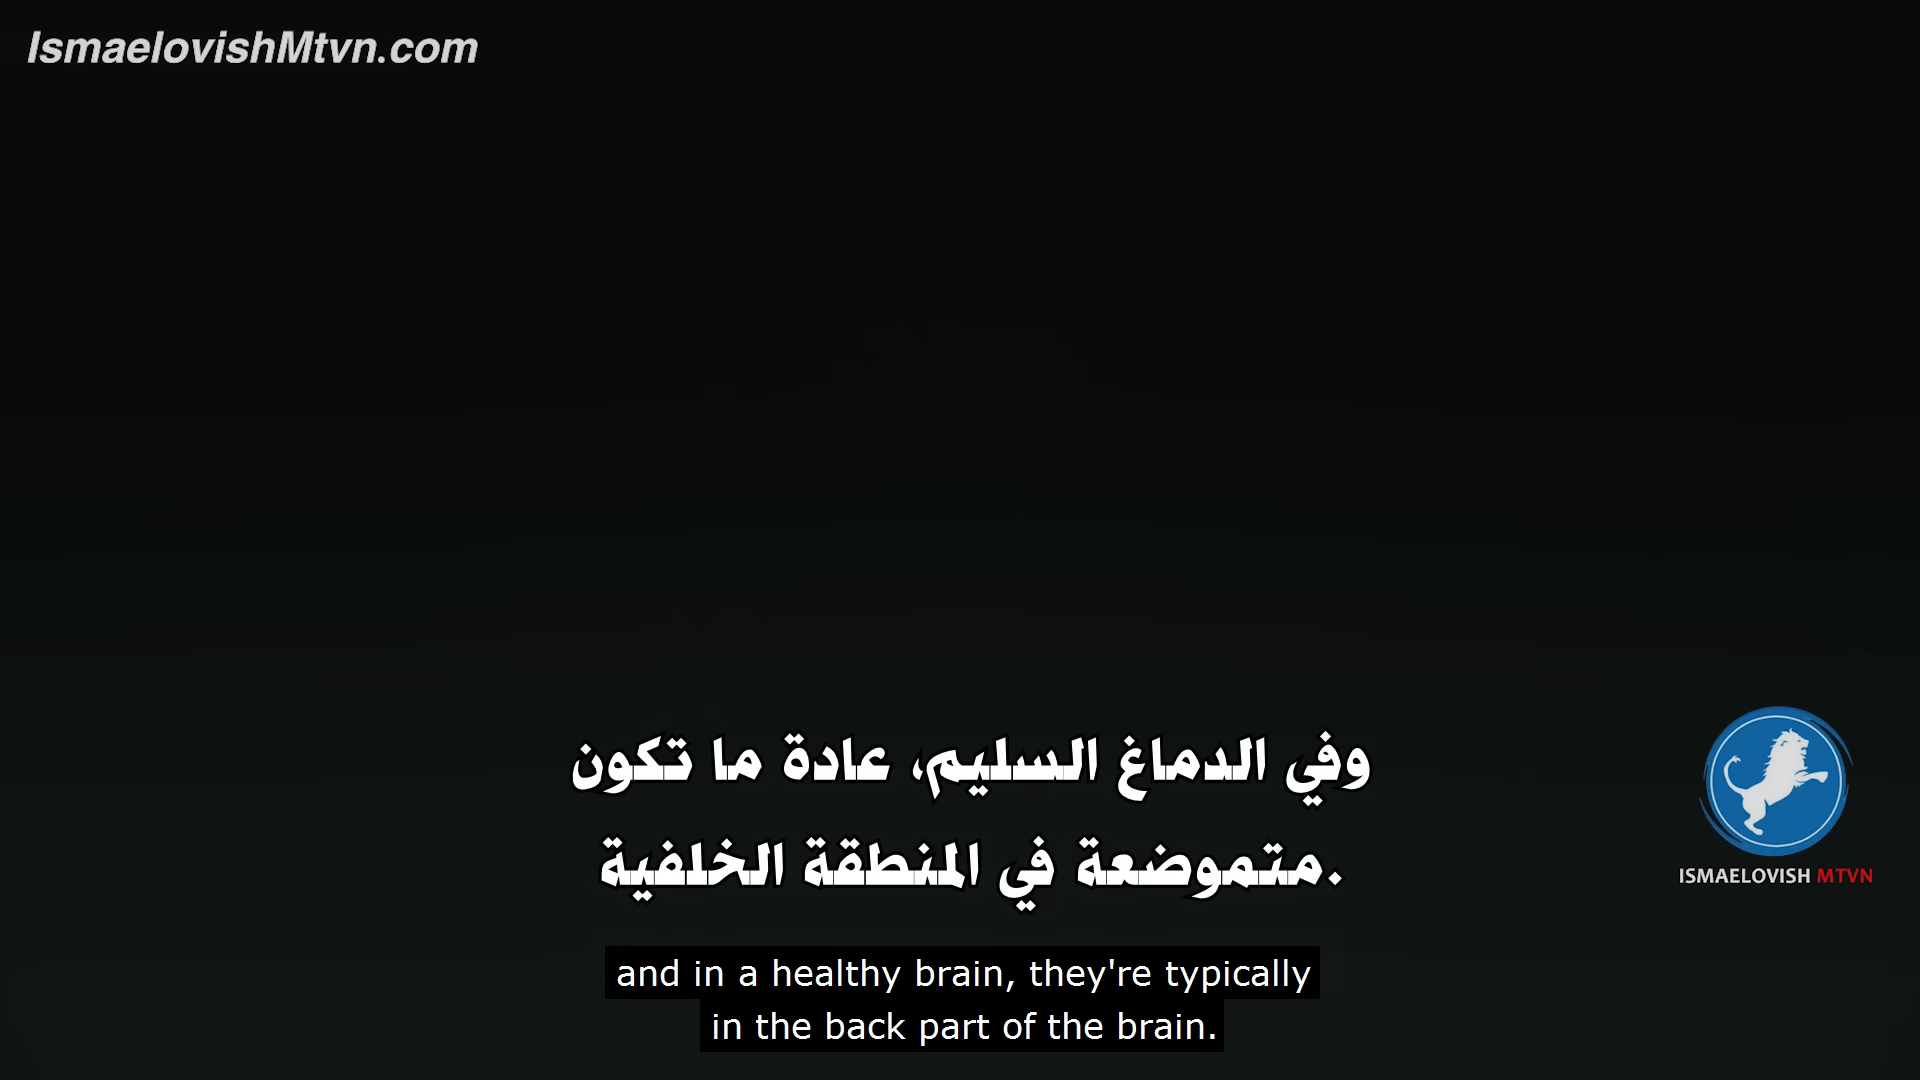 IsmaelovishMtvn.com
وفي الدماغ السليم، عادة ما تكون
متموضعة في المنطقة الخلفية.
ISMAELOVISH MTVN
and in a healthy brain, they're typically
in the back part of the brain.